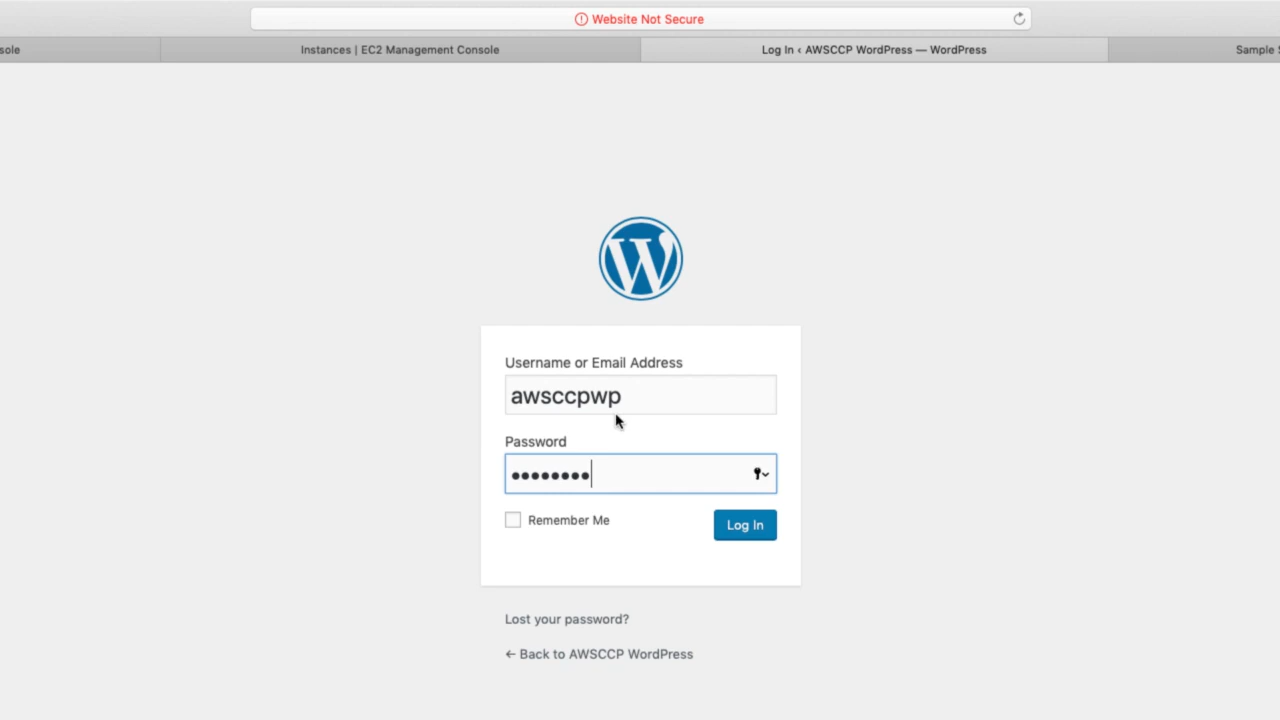 Website Not Secure
sole
Instances | EC2 Management Console
Log In ‹ AWSCCP WordPress — WordPress
Sample S
Username or Email Address
awsccpwp
Password
••••••••
Remember Me
Log In
Lost your password?
← Back to AWSCCP WordPress